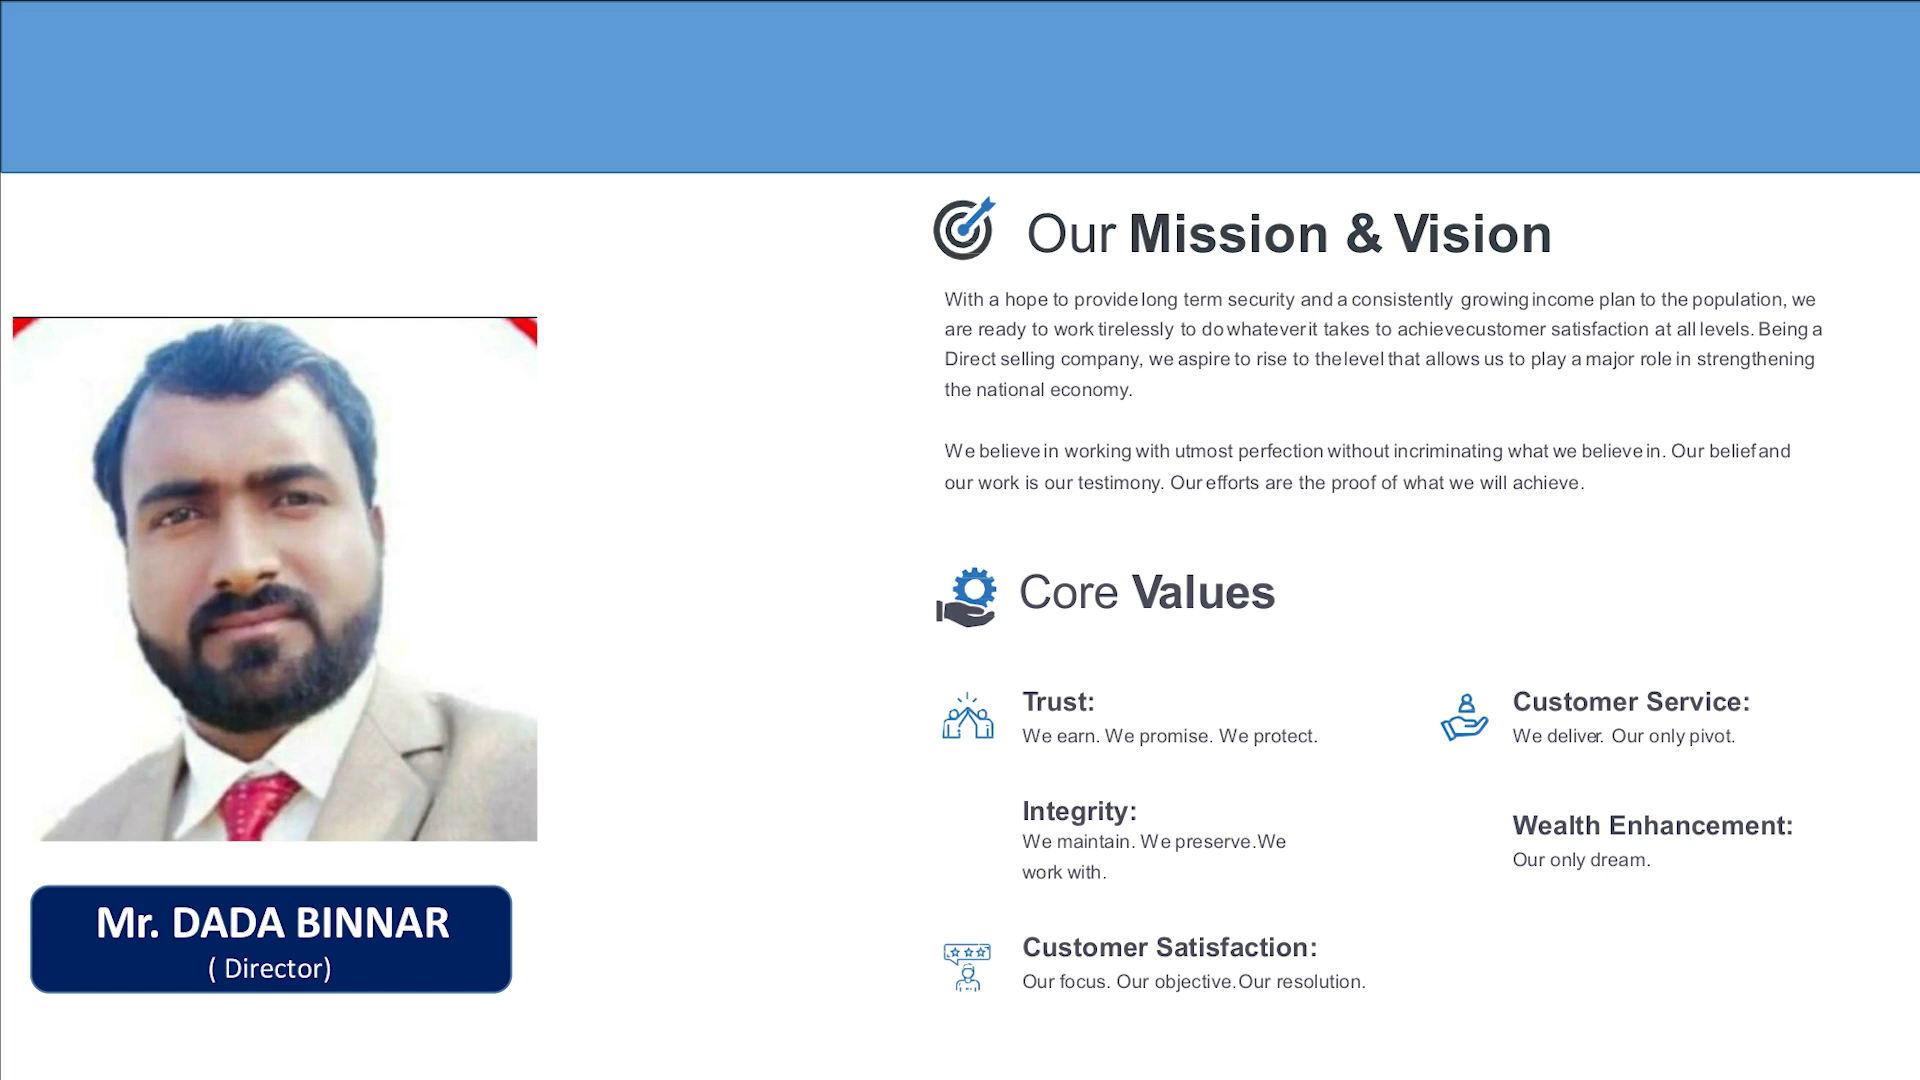 Our Mission & Vision
With a hope to provide long term security and a consistently growing income plan to the population, we
are ready to work tirelessly to do whatever it takes to achieve customer satisfaction at all levels. Being a
Direct selling company, we aspire to rise to the level that allows us to play a major role in strengthening
the national economy.
We believe in working with utmost perfection without incriminating what we believe in. Our belief and
our work is our testimony. Our efforts are the proof of what we will achieve.
Core Values
Trust:
We earn. We promise. We protect.
Customer Service:
We deliver. Our only pivot.
Integrity:
We maintain. We preserve.We
work with.
Wealth Enhancement:
Our only dream.
Customer Satisfaction:
Our focus. Our objective.Our resolution.
Mr. DADA BINNAR
( Director)